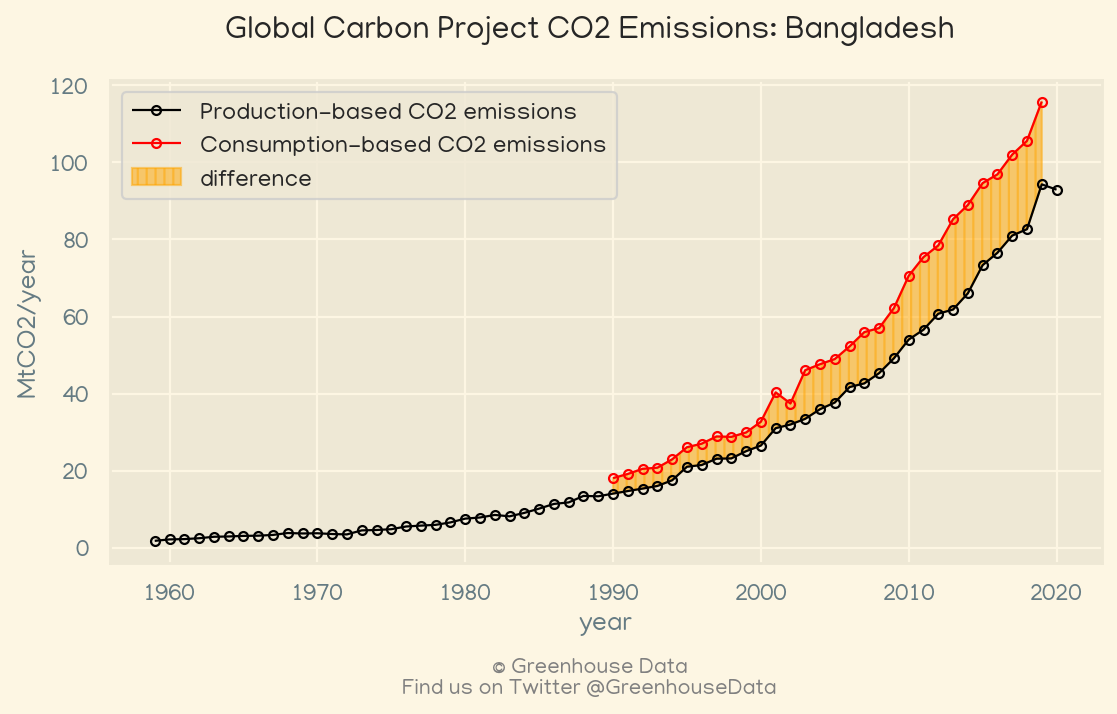 Global Carbon Project CO2 Emissions: Bangladesh
120
100
80
60
40
20
0
MtCO2/year
Production-based CO2 emissions
Consumption-based CO2 emissions
difference
1960 1970 1980 1990 2000 2010 2020
year
© Greenhouse Data
Find us on Twitter @GreenhouseData